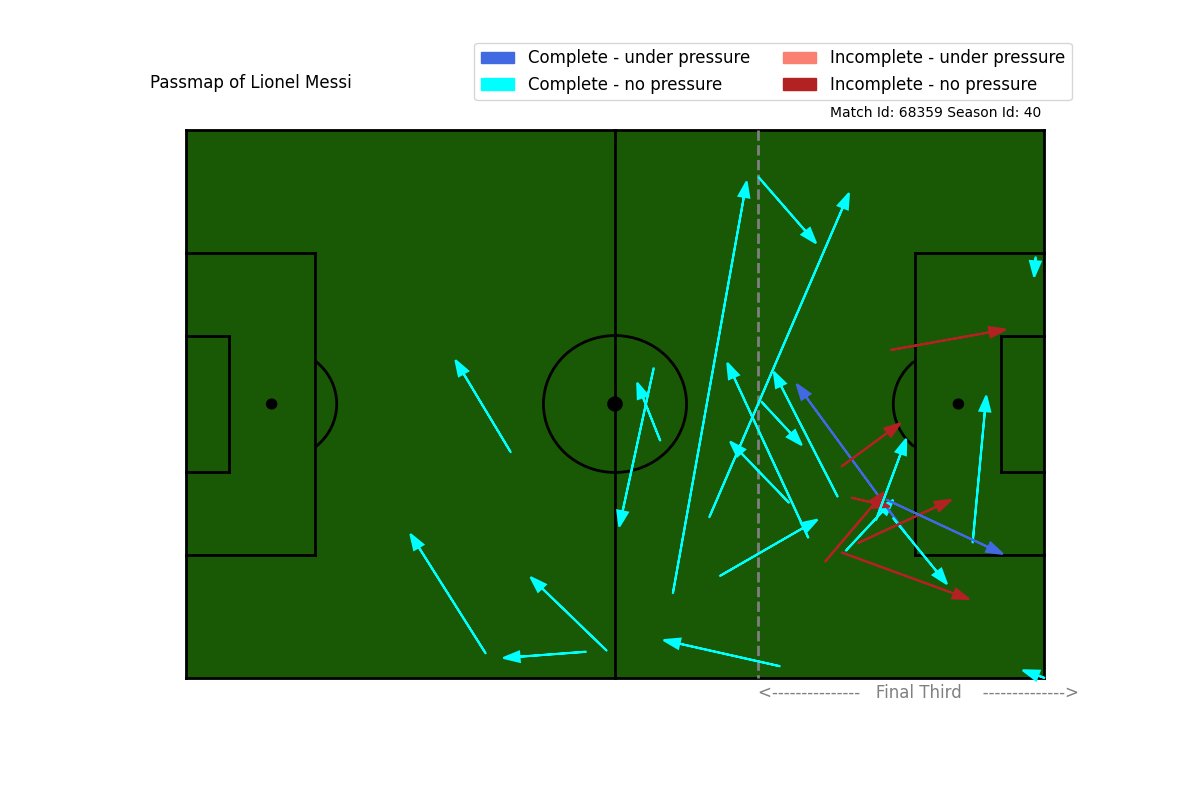 Passmap of Lionel Messi
Complete - under pressure
Complete - no pressure
Incomplete - under pressure
Incomplete - no pressure
Match Id: 68359 Season Id: 40
<---------------- Final Third --------------->